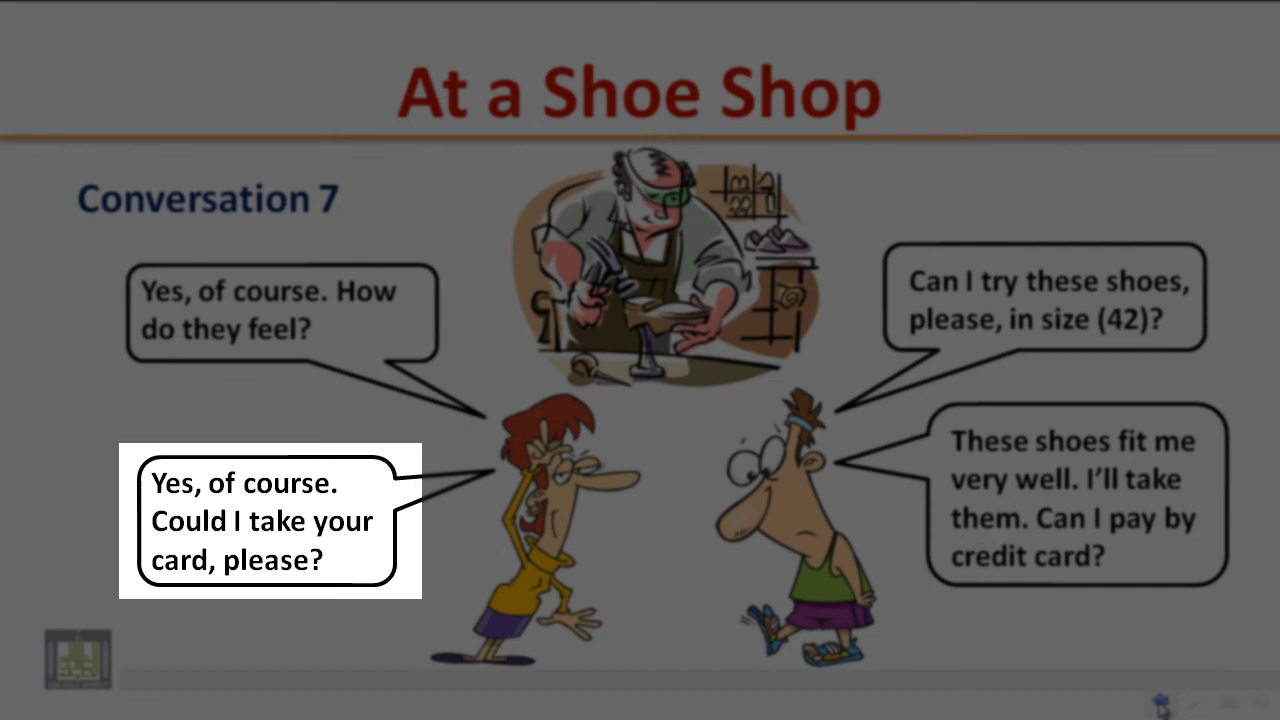 At a Shoe Shop
Conversation 7
Can I try these shoes,
please, in size (42)?
Yes, of course. How
do they feel?
These shoes fit me
very well. I'll take
them. Can I pay by
credit card?
Yes, of course.
Could I take your
card, please?